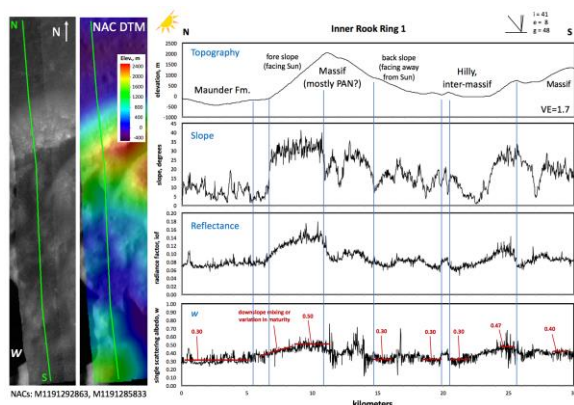 N
N
NAC DTM
Elev., m
2400
2000
1600
1200
800
400
0
-400
W
S
NACs: M1191292863, M1191285833
N
Inner Rook Ring 1
i = 41
e = 8
g = 48
S
Topography
fore slope
(facing Sun)
Massif
(mostly PAN?)
back slope
(facing away
from Sun)
Hilly,
inter-massif
Massif
Maunder Fm.
VE=1.7
elevation, m
2500
2000
1500
1000
500
0
-500
-1000
Slope
slope, degrees
45
40
35
30
25
20
15
10
5
0
Reflectance
radiance factor, IoF
0.20
0.18
0.16
0.14
0.12
0.10
0.08
0.06
0.04
0.02
0.00
w
single scattering albedo, w
1.00
0.90
0.80
0.70
0.60
0.50
0.40
0.30
0.20
0.10
0.00
downslope mixing or
variation in maturity
0.30
0.50
0.30
0.30
0.30
0.47
0.40
0
5
10
15
20
25
30
kilometers